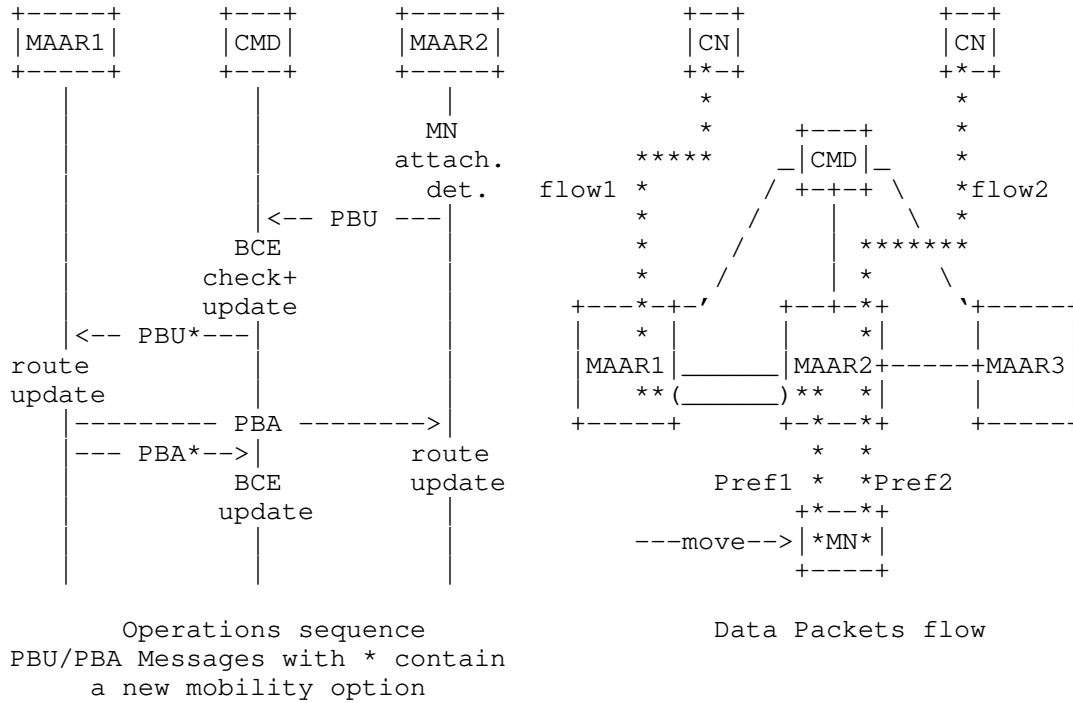 +-----+      +---+      +-----+            +--+            +--+
|MAAR1|      |CMD|      |MAAR2|            |CN|            |CN|
+-----+      +---+      +-----+            +*-+            +*-+
   |           |           |                *               *
   |           |          MN                *     +---+     *
   |           |        attach.         *****    _|CMD|_    *
   |           |          det.    flow1 *       / +-+-+ \   *flow2
   |           |<-- PBU ---|            *      /    |    \  *
   |          BCE          |            *     /     | *******
   |        check+         |            *    /      | *    \
   |        update         |        +---*-+-'    +--+-*+    `+-----
   |<-- PBU*---|           |        |   * |      |    *|     |
route          |           |        |MAAR1|______|MAAR2+-----+MAAR3
update         |           |        |   **(______)**  *|     |
   |--------- PBA -------->|        +-----+      +-*--*+     +-----
   |--- PBA*-->|         route                     *  *
   |          BCE        update              Pref1 *  *Pref2
   |         update        |                      +*--*+
   |           |           |            ---move-->|*MN*|
   |           |           |                      +----+
Operations sequence                  Data Packets flow
PBU/PBA Messages with * contain
a new mobility option